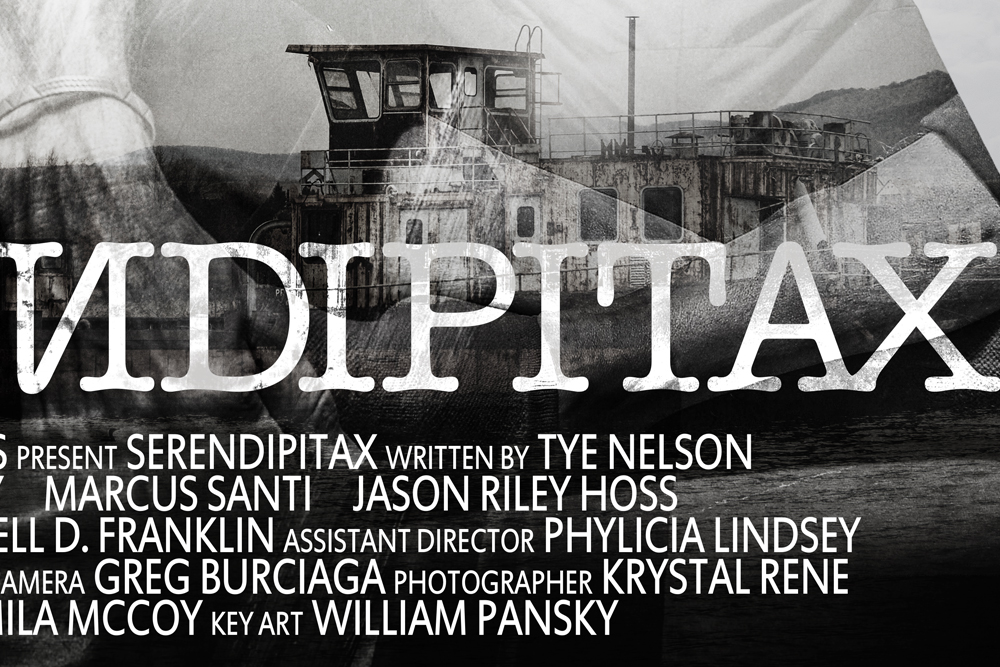 NDIPITAX
S PRESENT SERENDIPITAX WRITTEN BY TYE NELSON
Y MARCUS SANTI JASON RILEY HOSS
ELL D. FRANKLIN ASSISTANT DIRECTOR PHYLICIA LINDSEY
CAMERA GREG BURCIAGA PHOTOGRAPHER KRYSTAL RENE
MILA MCCOY KEY ART WILLIAM PANSKY